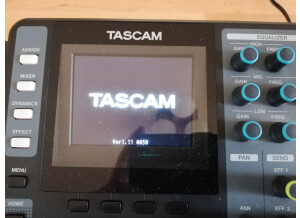 TASCAM
EQUALIZER
HIGH
GAIN FREQ
ASSIGN
MIXER
MID
GAIN FREQ
TASCAM
DYNAMICS
LOW
GAIN FREQ
EFFECT
Ver1.11 0050
PAN SEND
MENU
EFF 1
HOME
EFF 2
PAN